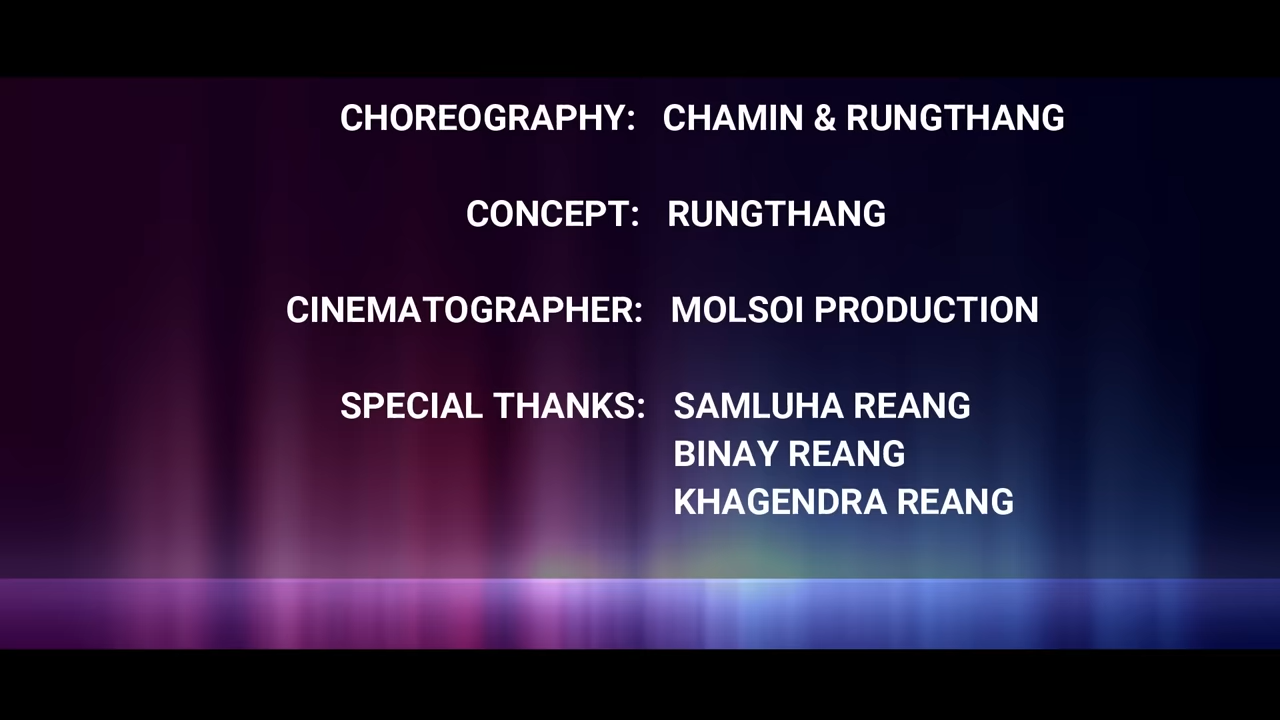 CHOREOGRAPHY: CHAMIN & RUNGTHANG
CONCEPT: RUNGTHANG
CINEMATOGRAPHER: MOLSOI PRODUCTION
SPECIAL THANKS: SAMLUHA REANG
BINAY REANG
KHAGENDRA REANG